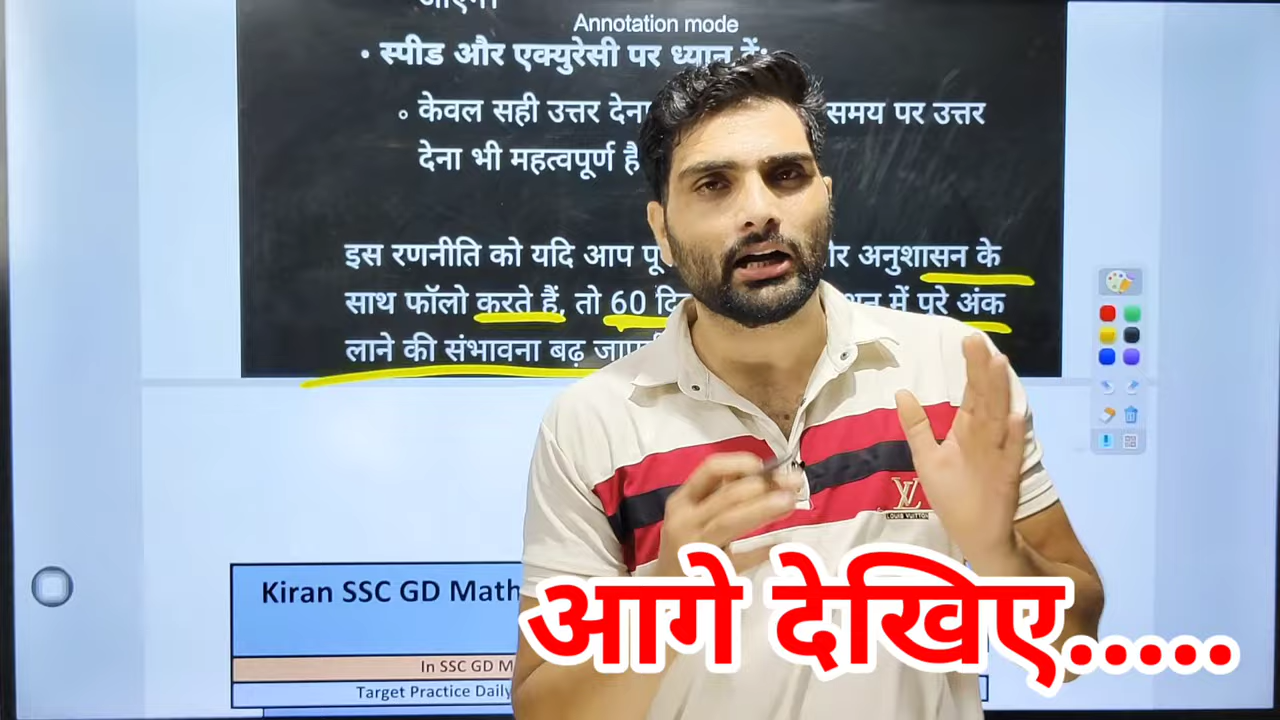 जाएगी।
Annotation mode
• स्पीड और एक्युरेसी पर ध्यान दें:
केवल सही उत्तर देना समय पर उत्तर
देना भी महत्वपूर्ण है
इस रणनीति को यदि आप अनुशासन के
साथ फॉलो करते हैं, तो 60 में पूरे अंक
लाने की संभावना बढ़
LV
LOUIS VUITTON
Kiran SSC GD Math
In SSC GD
Target Practice Daily
आगे देखिए.....